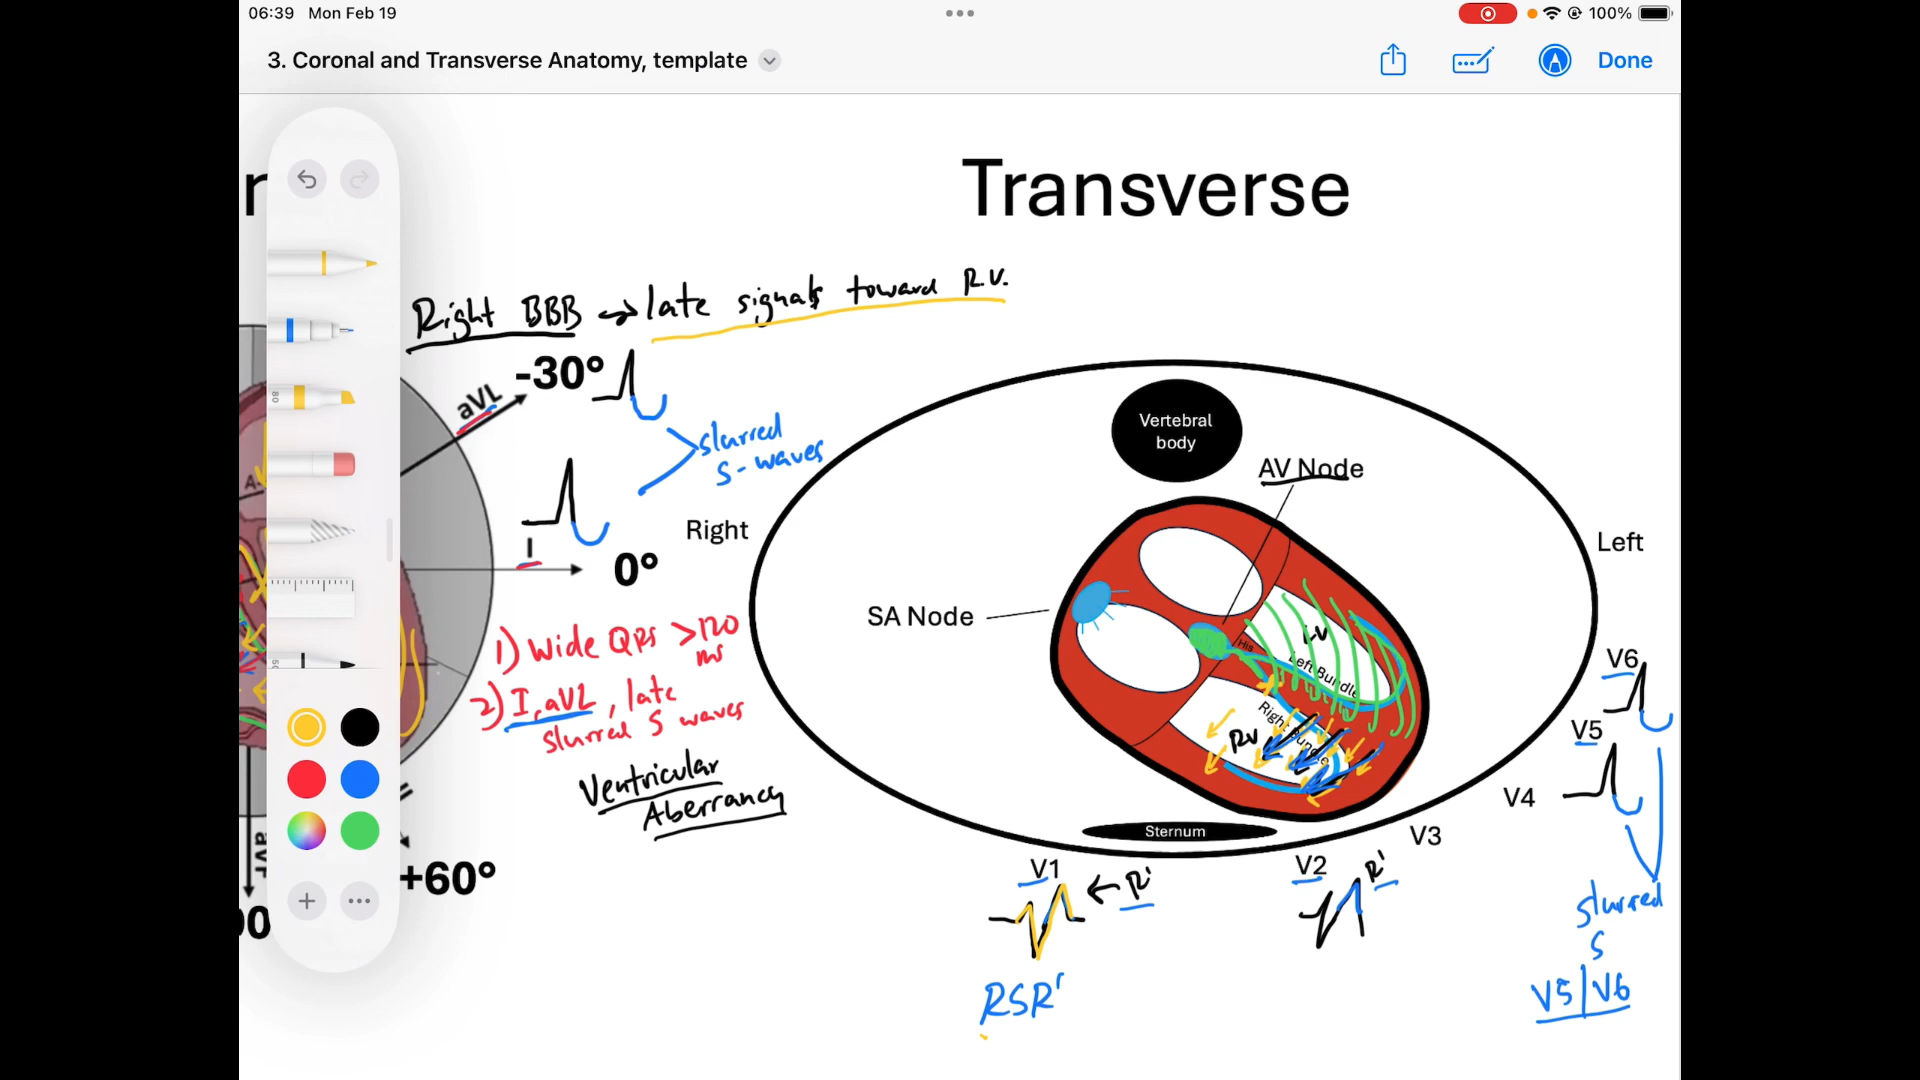 06:39 Mon Feb 19
100%
3. Coronal and Transverse Anatomy, template
Done
Transverse
Right BBB → late signals toward R.V.
-30°
aVL
slurred
S-waves
Vertebral
body
AV Node
Right
Left
I
0°
SA Node
His
LV
Left Bundle
1) Wide QRS >120
ms
2) I, aVL, late
slurred S waves
Right Bundle
RV
V6
V5
V4
V3
Ventricular
Aberrancy
Sternum
V1
← R'
V2
R'
+60°
slurred
S
V5/V6
RSR'